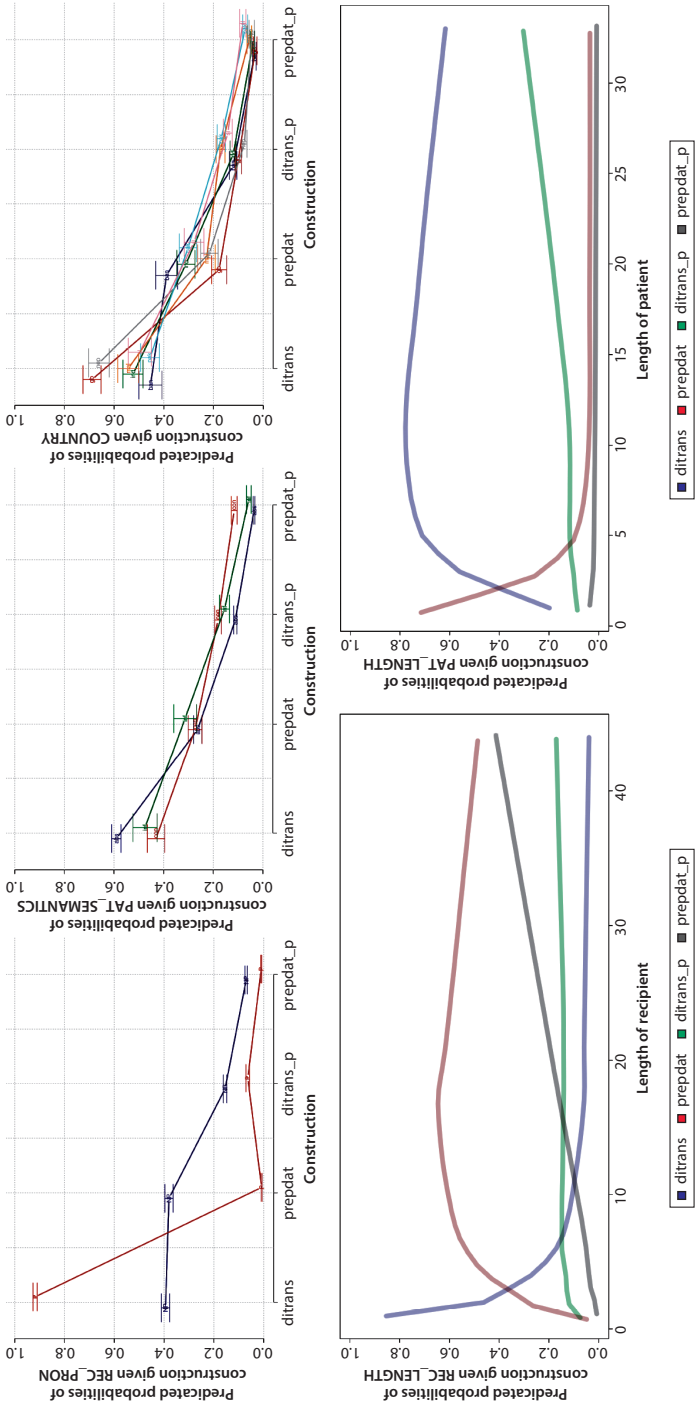 Predicated probabilities of
construction given REC_PRON
1.0
0.8
0.6
0.4
0.2
0.0
ditrans prepdat ditrans_p prepdat_p
Construction
Predicated probabilities of
construction given PAT_SEMANTICS
1.0
0.8
0.6
0.4
0.2
0.0
ditrans prepdat ditrans_p prepdat_p
Construction
Predicated probabilities of
construction given COUNTRY
1.0
0.8
0.6
0.4
0.2
0.0
ditrans prepdat ditrans_p prepdat_p
Construction
Predicated probabilities of
construction given REC_LENGTH
1.0
0.8
0.6
0.4
0.2
0.0
0 10 20 30 40
Length of recipient
ditrans prepdat ditrans_p prepdat_p
Predicated probabilities of
construction given PAT_LENGTH
1.0
0.8
0.6
0.4
0.2
0.0
0 5 10 15 20 25 30
Length of patient
ditrans prepdat ditrans_p prepdat_p